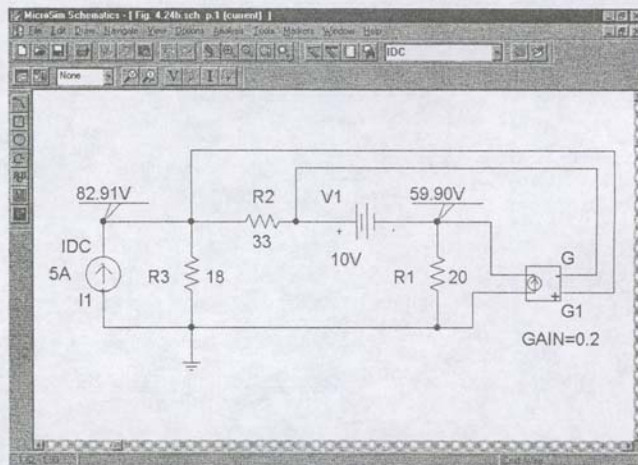 MicroSim Schematics - [ Fig. 4.24b.sch p.1 (current) ]
File Edit Draw Navigate View Options Analysis Tools Markets Window Help
IDC
None
V
I
82.91V
R2
V1
59.90V
33
+
-
10V
IDC
5A
I1
R3
18
R1
20
G
-
+
G1
GAIN=0.2